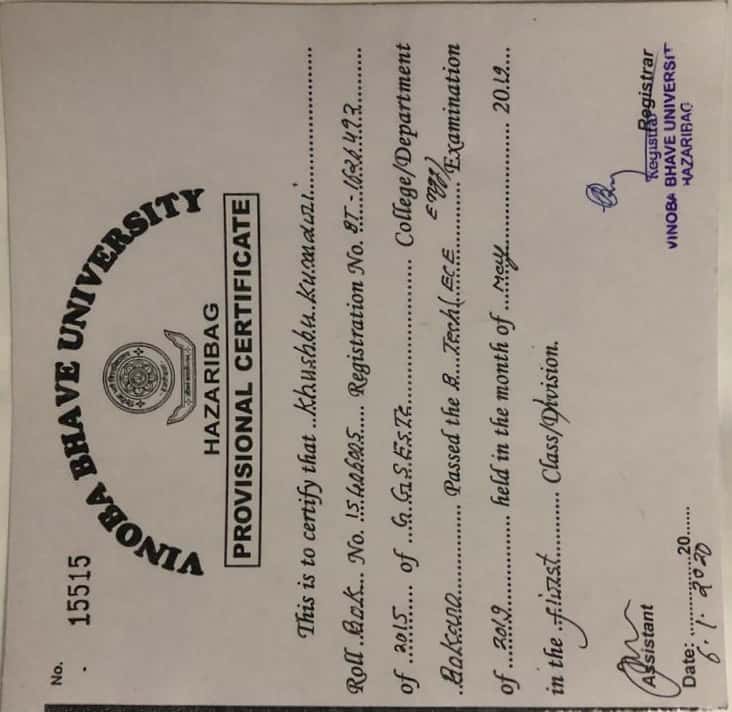 No. 15515
VINOBA BHAVE UNIVERSITY
HAZARIBAG
PROVISIONAL CERTIFICATE
This is to certify that ..Khushbu Kumari..........
Roll ..Bok... No. ..... Registration No. BT-1626493.........
of ..2015..... of ..G.G.S.E.S.T.C.................. College/Department
..Bokaro............ Passed the B...Tech(.ECE.......... Examination
Engg)
of ...2019............ held in the month of ...May............... 2019...
in the ..first.......... Class/Division.
Assistant
Registrar
Registrar
VINOBA BHAVE UNIVERSIT
HAZARIBAG
Date: ...............20......
6.1.2020